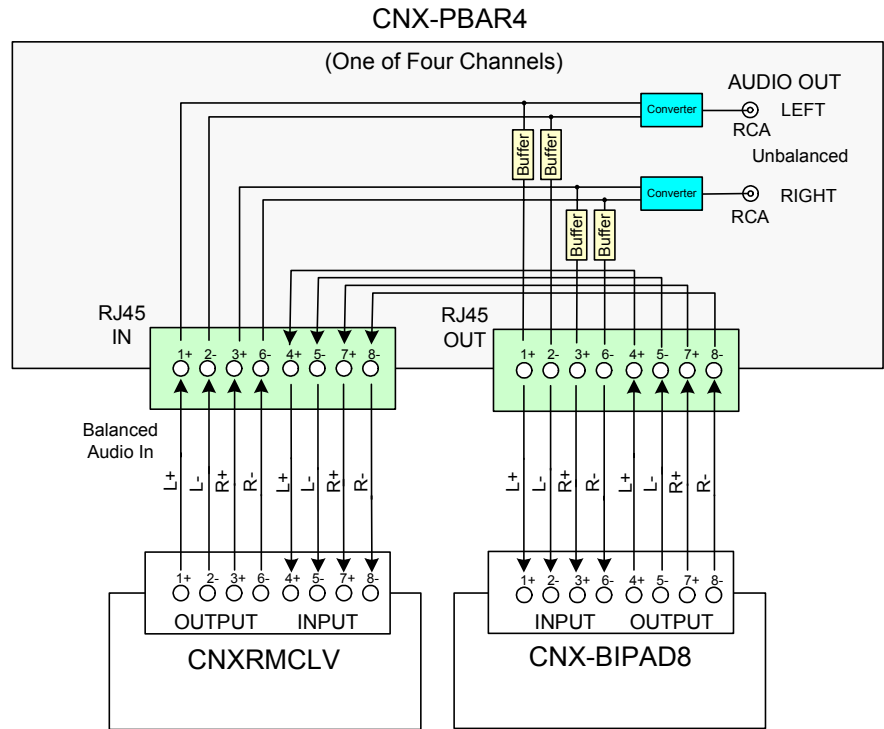 CNX-PBAR4
(One of Four Channels)
AUDIO OUT
Converter
LEFT
RCA
Buffer
Buffer
Unbalanced
Converter
RIGHT
RCA
Buffer
Buffer
RJ45
IN
RJ45
OUT
1+ 2- 3+ 6- 4+ 5- 7+ 8-
1+ 2- 3+ 6- 4+ 5- 7+ 8-
Balanced
Audio In
L+ L- R+ R- L+ L- R+ R-
L+ L- R+ R- L+ L- R+ R-
1+ 2- 3+ 6- 4+ 5- 7+ 8-
OUTPUT INPUT
CNXRMCLV
1+ 2- 3+ 6- 4+ 5- 7+ 8-
INPUT OUTPUT
CNX-BIPAD8